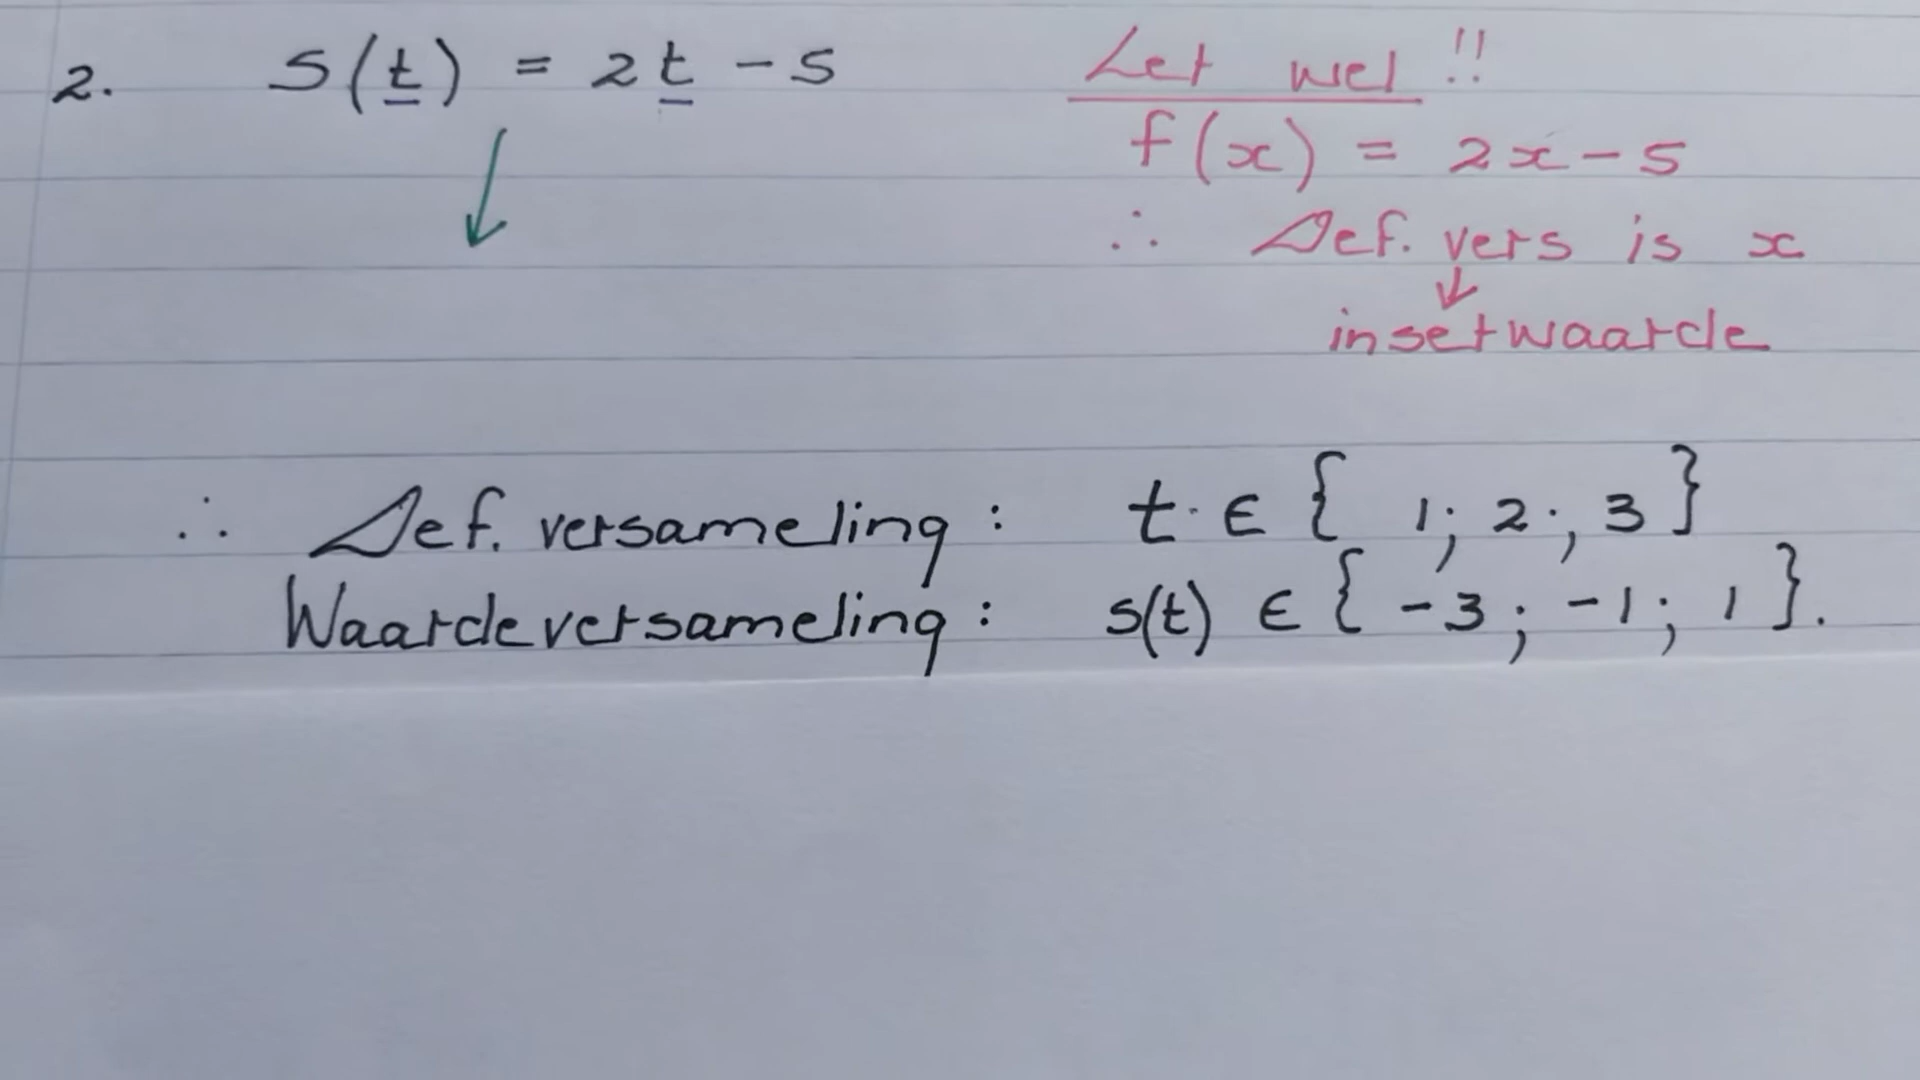 2. S(t) = 2t - 5
Let wel !!
f(x) = 2x - 5
∴ Def. vers is x
↓
insetwaarde
∴ Def. versameling : t ∈ { 1; 2; 3 }
Waardeversameling : s(t) ∈ { -3 ; -1 ; 1 }.